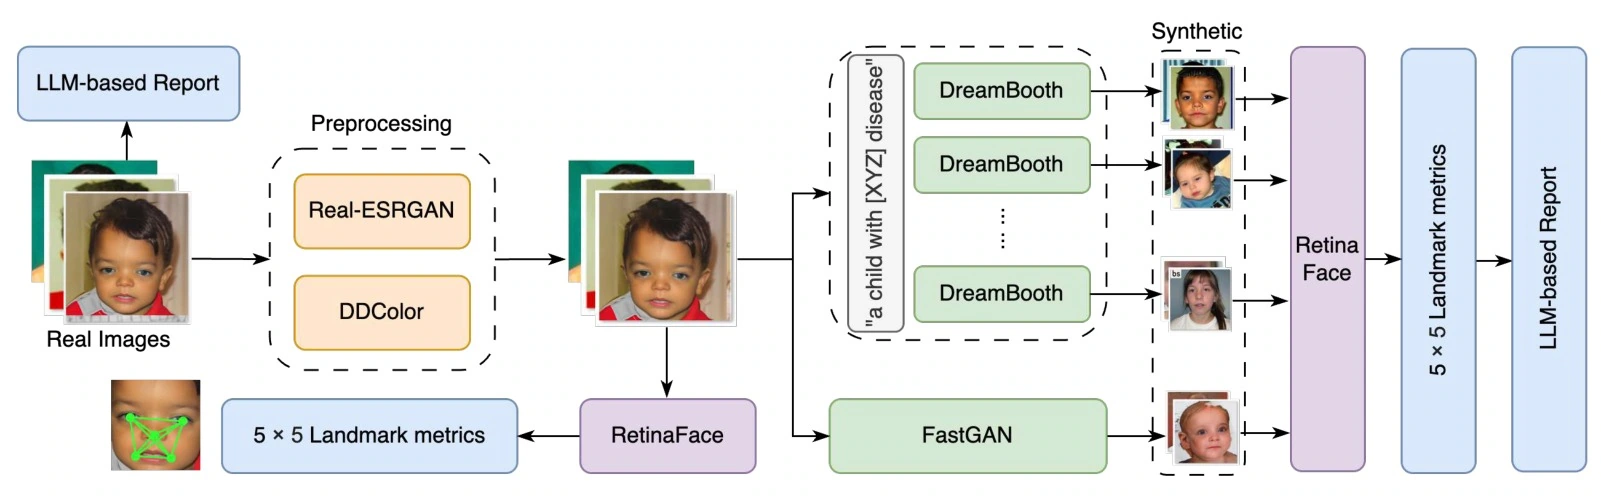 LLM-based Report
Real Images
Preprocessing
Real-ESRGAN
DDColor
5 × 5 Landmark metrics
RetinaFace
"a child with [XYZ] disease"
DreamBooth
DreamBooth
DreamBooth
FastGAN
Synthetic
bs
Retina
Face
5 × 5 Landmark metrics
LLM-based Report